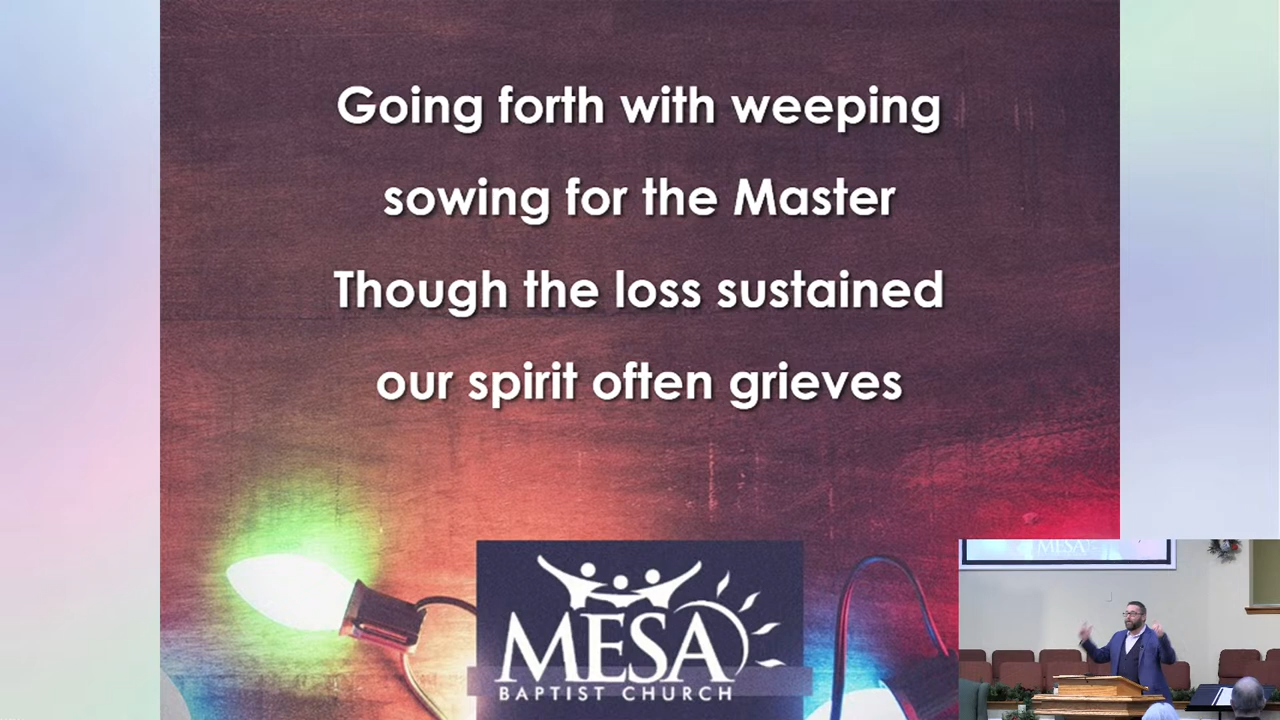 Going forth with weeping
sowing for the Master
Though the loss sustained
our spirit often grieves
MESA
BAPTIST CHURCH
MESA